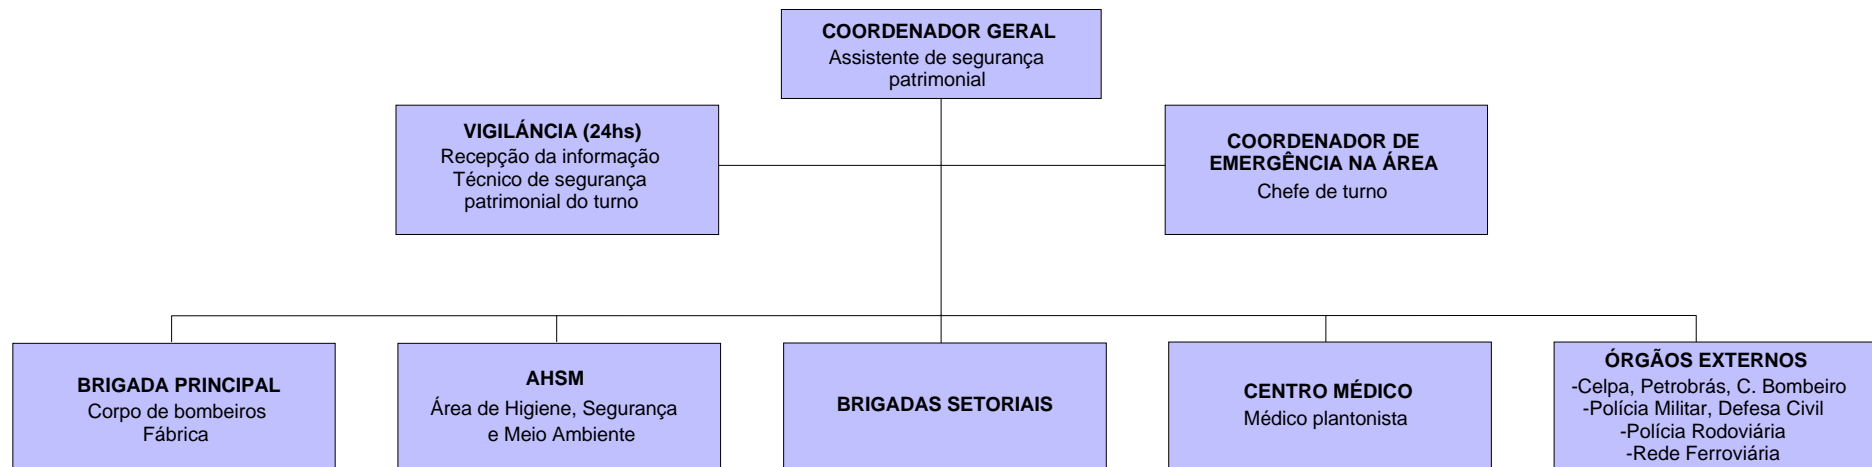 COORDENADOR GERAL
Assistente de segurança
patrimonial
VIGILÁNCIA (24hs)
Recepção da informação
Técnico de segurança
patrimonial do turno
COORDENADOR DE
EMERGÊNCIA NA ÁREA
Chefe de turno
BRIGADA PRINCIPAL
Corpo de bombeiros
Fábrica
AHSM
Área de Higiene, Segurança
e Meio Ambiente
BRIGADAS SETORIAIS
CENTRO MÉDICO
Médico plantonista
ÓRGÃOS EXTERNOS
-Celpa, Petrobrás, C. Bombeiro
-Polícia Militar, Defesa Civil
-Polícia Rodoviária
-Rede Ferroviária